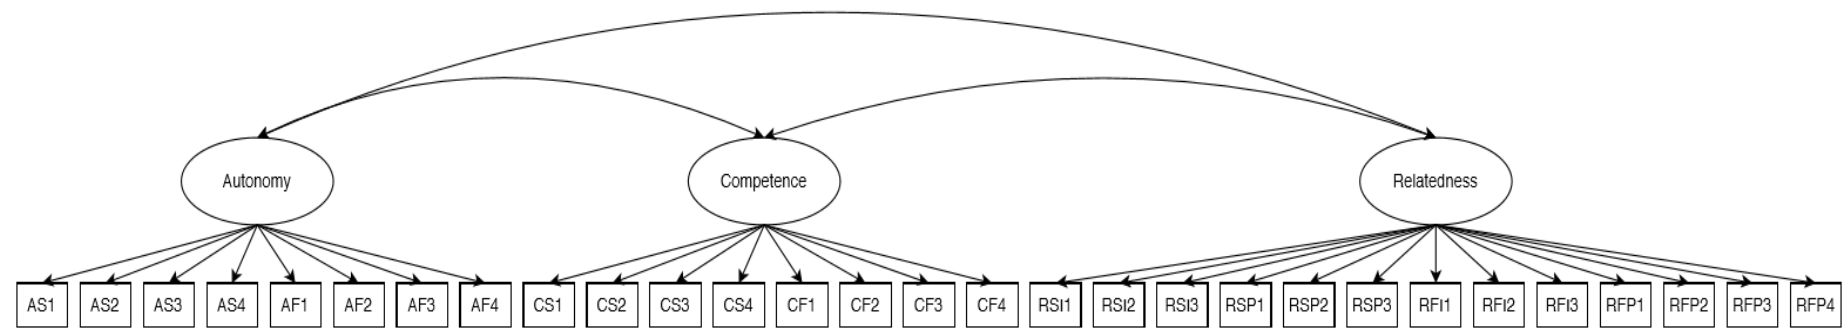 Autonomy Competence Relatedness
AS1 AS2 AS3 AS4 AF1 AF2 AF3 AF4 CS1 CS2 CS3 CS4 CF1 CF2 CF3 CF4 RSI1 RSI2 RSI3 RSP1 RSP2 RSP3 RFI1 RFI2 RFI3 RFP1 RFP2 RFP3 RFP4